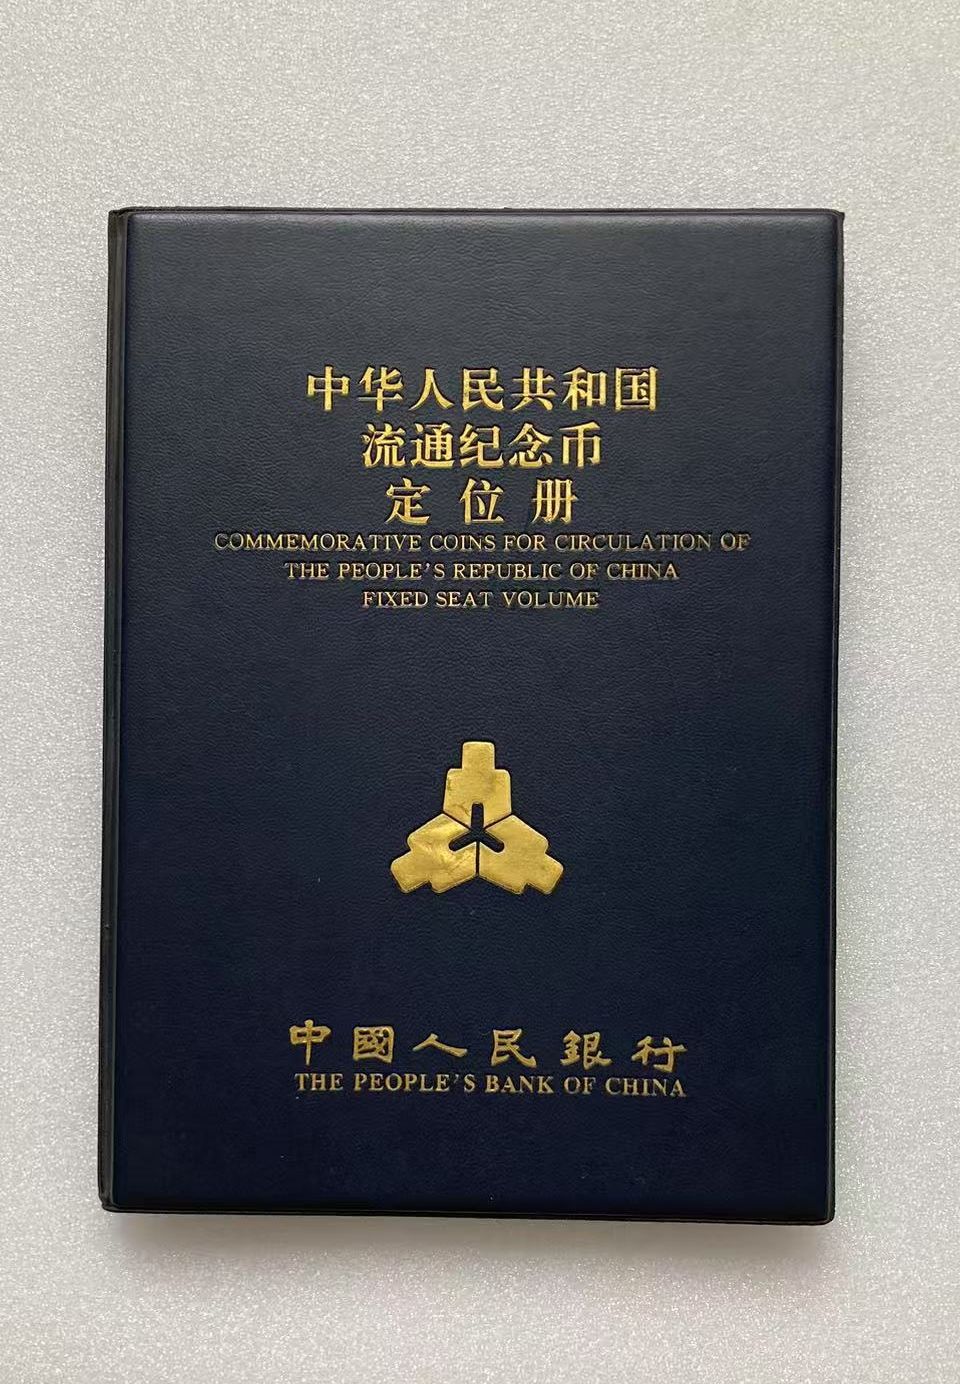 中华人民共和国
流通纪念币
定位册
COMMEMORATIVE COINS FOR CIRCULATION OF
THE PEOPLE'S REPUBLIC OF CHINA
FIXED SEAT VOLUME
中國人民銀行
THE PEOPLE'S BANK OF CHINA